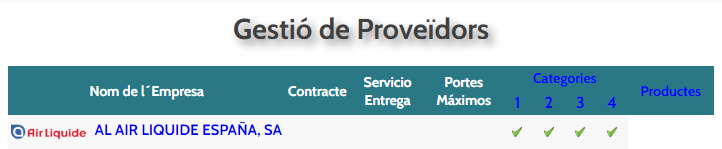 Gestió de Proveïdors
Nom de l´Empresa Contracte Servicio Entrega Portes Máximos Categories Productes
1 2 3 4
Air Liquide AL AIR LIQUIDE ESPAÑA, SA